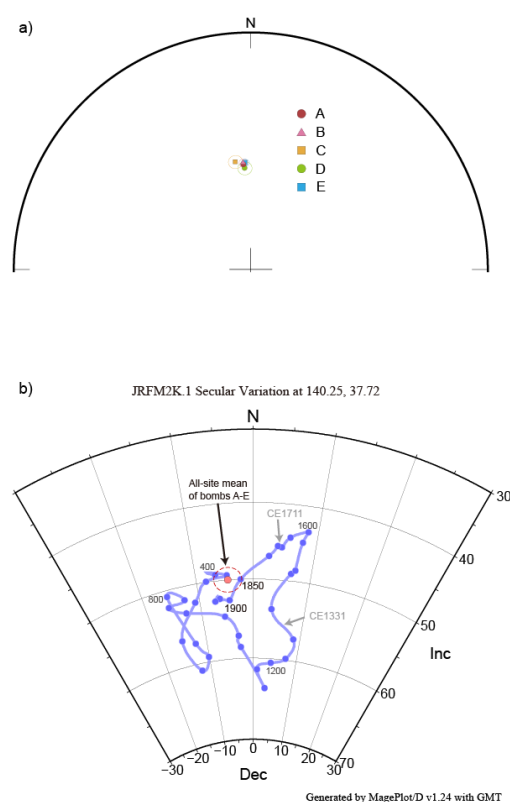 a)
N
A
B
C
D
E
b)
JRFM2K.1 Secular Variation at 140.25, 37.72
N
All-site mean
of bombs A-E
CE1711
1600
30
40
400
1850
800
1900
CE1331
50
Inc
1200
60
70
−30
−20
−10
0
10
20
30
Dec
Generated by MagePlot/D v1.24 with GMT